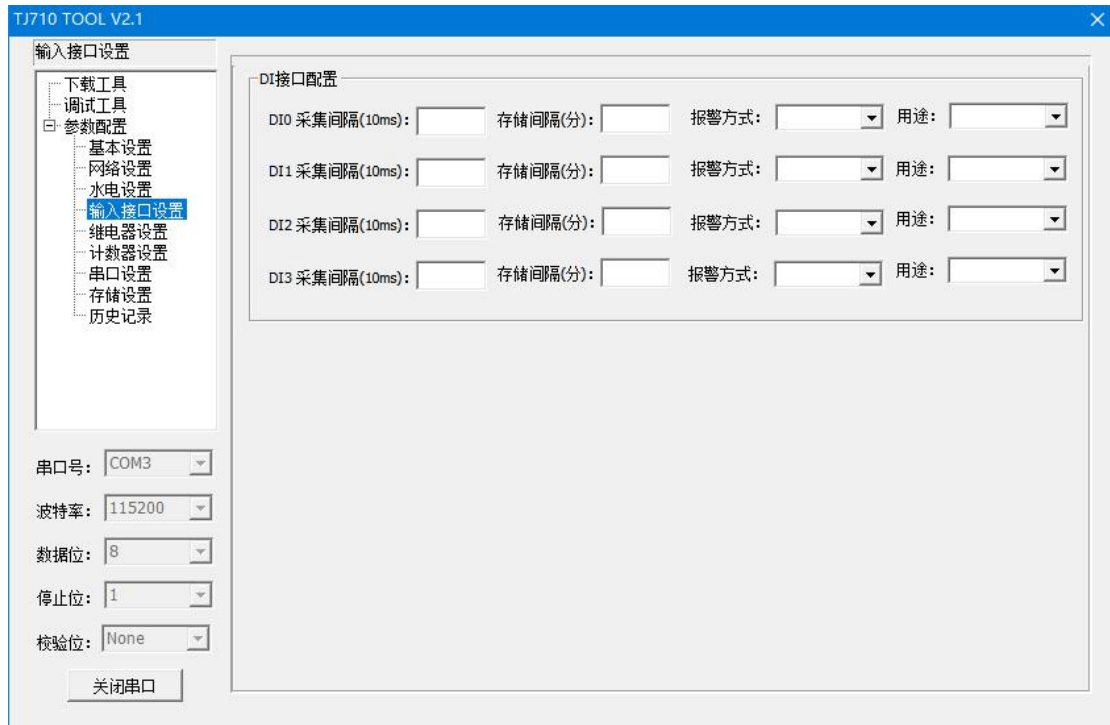 TJ710 TOOL V2.1
输入接口设置
下载工具
调试工具
参数配置
基本设置
网络设置
水电设置
输入接口设置
继电器设置
计数器设置
串口设置
存储设置
历史记录
串口号: COM3
波特率: 115200
数据位: 8
停止位: 1
校验位: None
关闭串口
DI接口配置
DI0 采集间隔(10ms): 存储间隔(分): 报警方式: 用途:
DI1 采集间隔(10ms): 存储间隔(分): 报警方式: 用途:
DI2 采集间隔(10ms): 存储间隔(分): 报警方式: 用途:
DI3 采集间隔(10ms): 存储间隔(分): 报警方式: 用途: